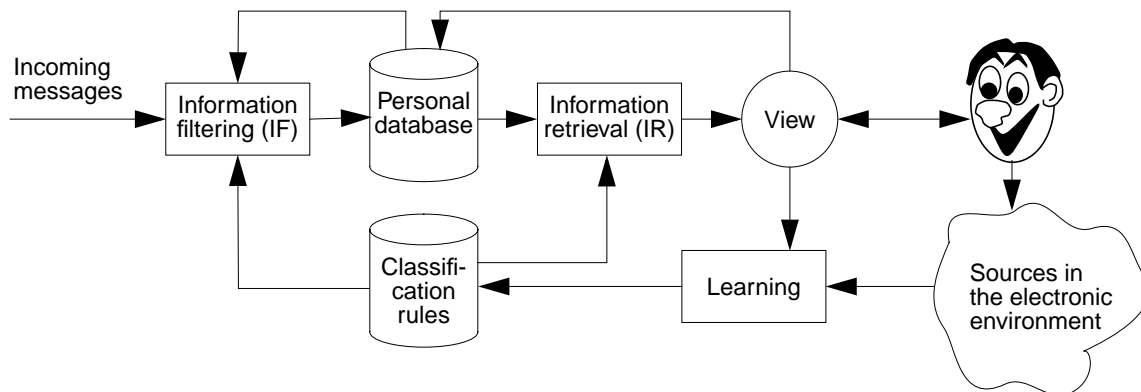 Incoming
messages
Information
filtering (IF)
Personal
database
Information
retrieval (IR)
View
Classifi-
cation
rules
Learning
Sources in
the electronic
environment